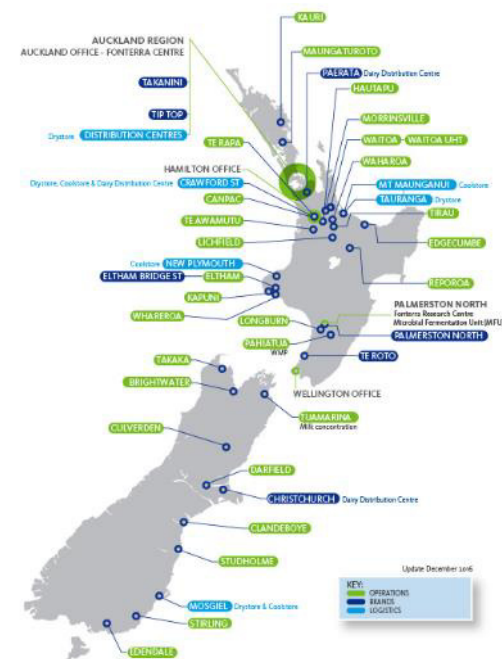 KAURI
AUCKLAND REGION
AUCKLAND OFFICE - FONTERRA CENTRE
MAUNGATUROTO
PAERATA Dairy Distribution Centre
TAKANINI
HAUTAPU
TIP TOP
MORRINSVILLE
Drystore DISTRIBUTION CENTRES
WAITOA - WAITOA UHT
TE RAPA
WAHAROA
HAMILTON OFFICE
MT MAUNGANUI Coolstore
Drystore, Coolstore & Dairy Distribution Centre CRAWFORD ST
TAURANGA Drystore
CANPAC
TIRAU
TE AWAMUTU
LICHFIELD
EDGECUMBE
Coolstore NEW PLYMOUTH
ELTHAM BRIDGE ST ELTHAM
REPOROA
KAPUNI
PALMERSTON NORTH
Fonterra Research Centre
Microbial Fermentation Unit (MFU)
WHAREROA
LONGBURN
PALMERSTON NORTH
PAHIATUA
WMP
TE ROTO
TAKAKA
BRIGHTWATER
WELLINGTON OFFICE
TUAMARINA
Milk concentration
CULVERDEN
DARFIELD
CHRISTCHURCH Dairy Distribution Centre
CLANDEBOYE
STUDHOLME
Update December 2016
KEY:
OPERATIONS
BRANDS
LOGISTICS
MOSGIEL Drystore & Coolstore
STIRLING
EDENDALE